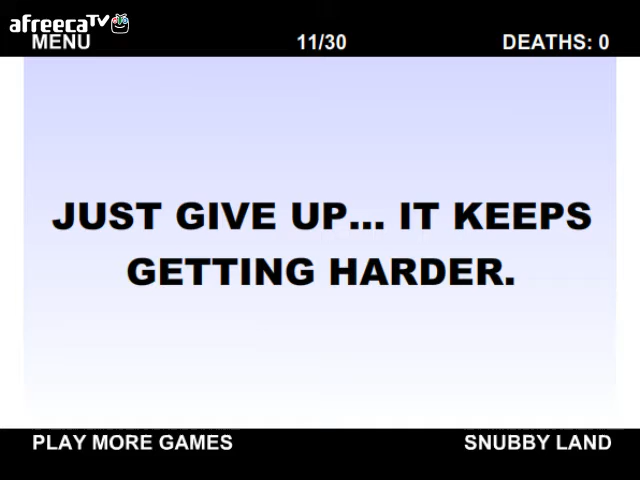 afreecaTV
MENU 11/30 DEATHS: 0
JUST GIVE UP... IT KEEPS
GETTING HARDER.
PLAY MORE GAMES SNUBBY LAND